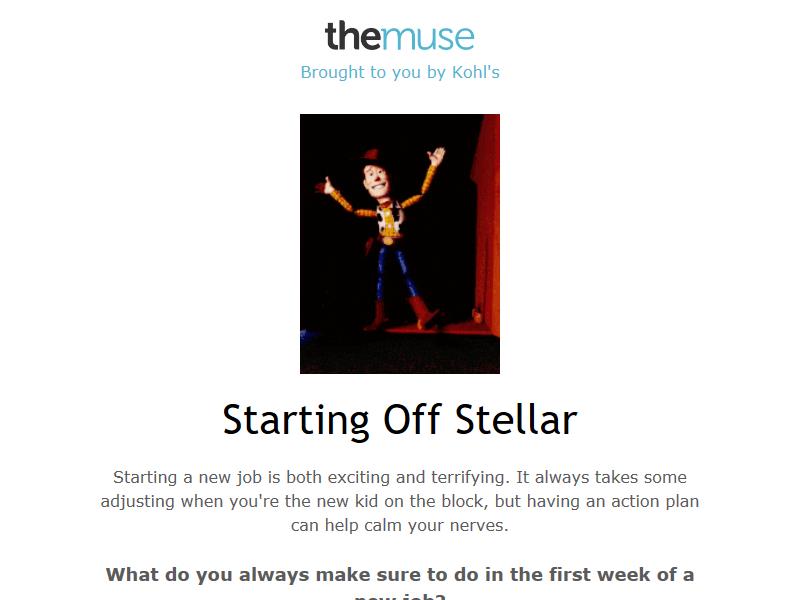 themuse
Brought to you by Kohl's
Starting Off Stellar
Starting a new job is both exciting and terrifying. It always takes some
adjusting when you're the new kid on the block, but having an action plan
can help calm your nerves.
What do you always make sure to do in the first week of a
new job?